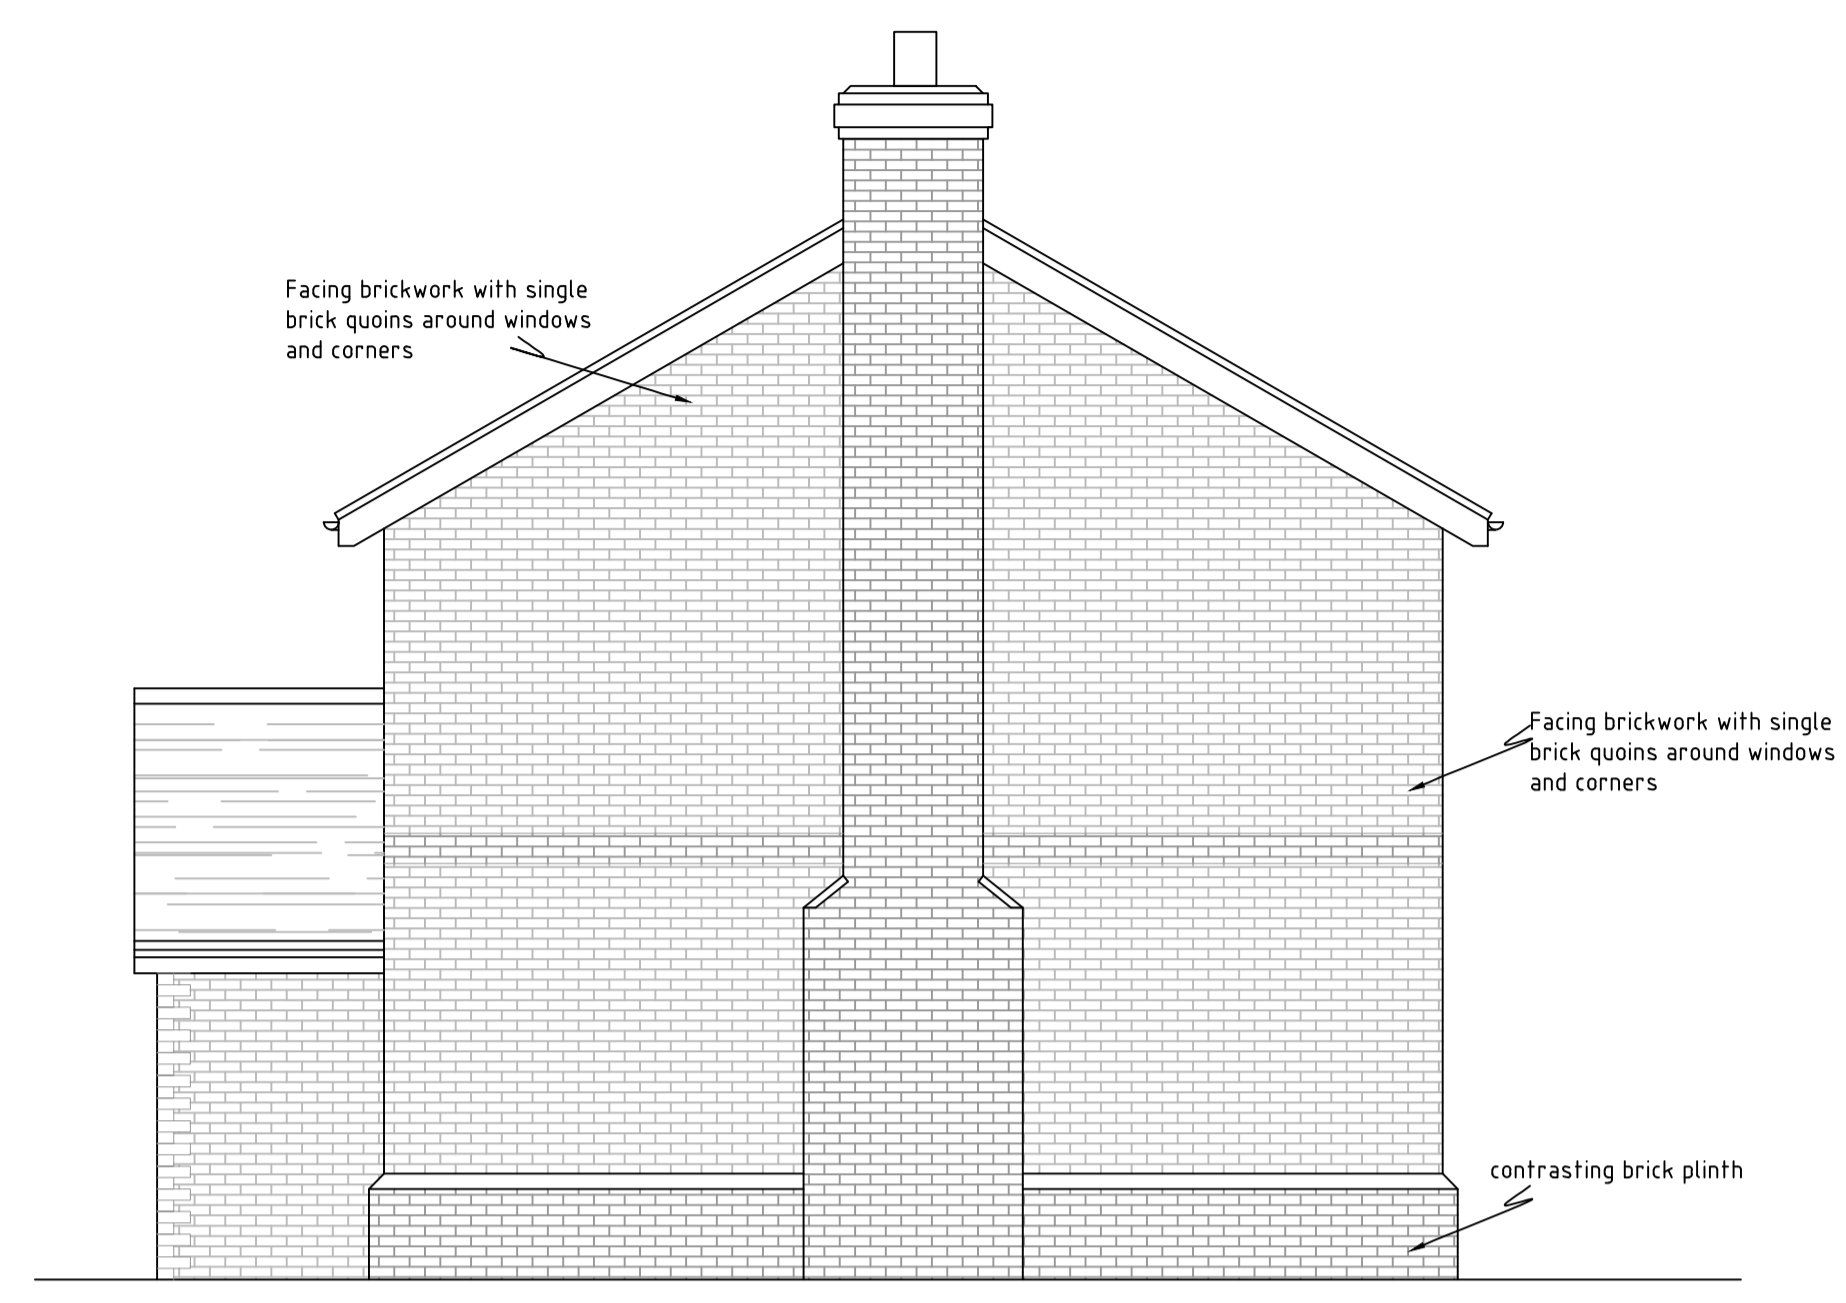 Facing brickwork with single
brick quoins around windows
and corners
Facing brickwork with single
brick quoins around windows
and corners
contrasting brick plinth